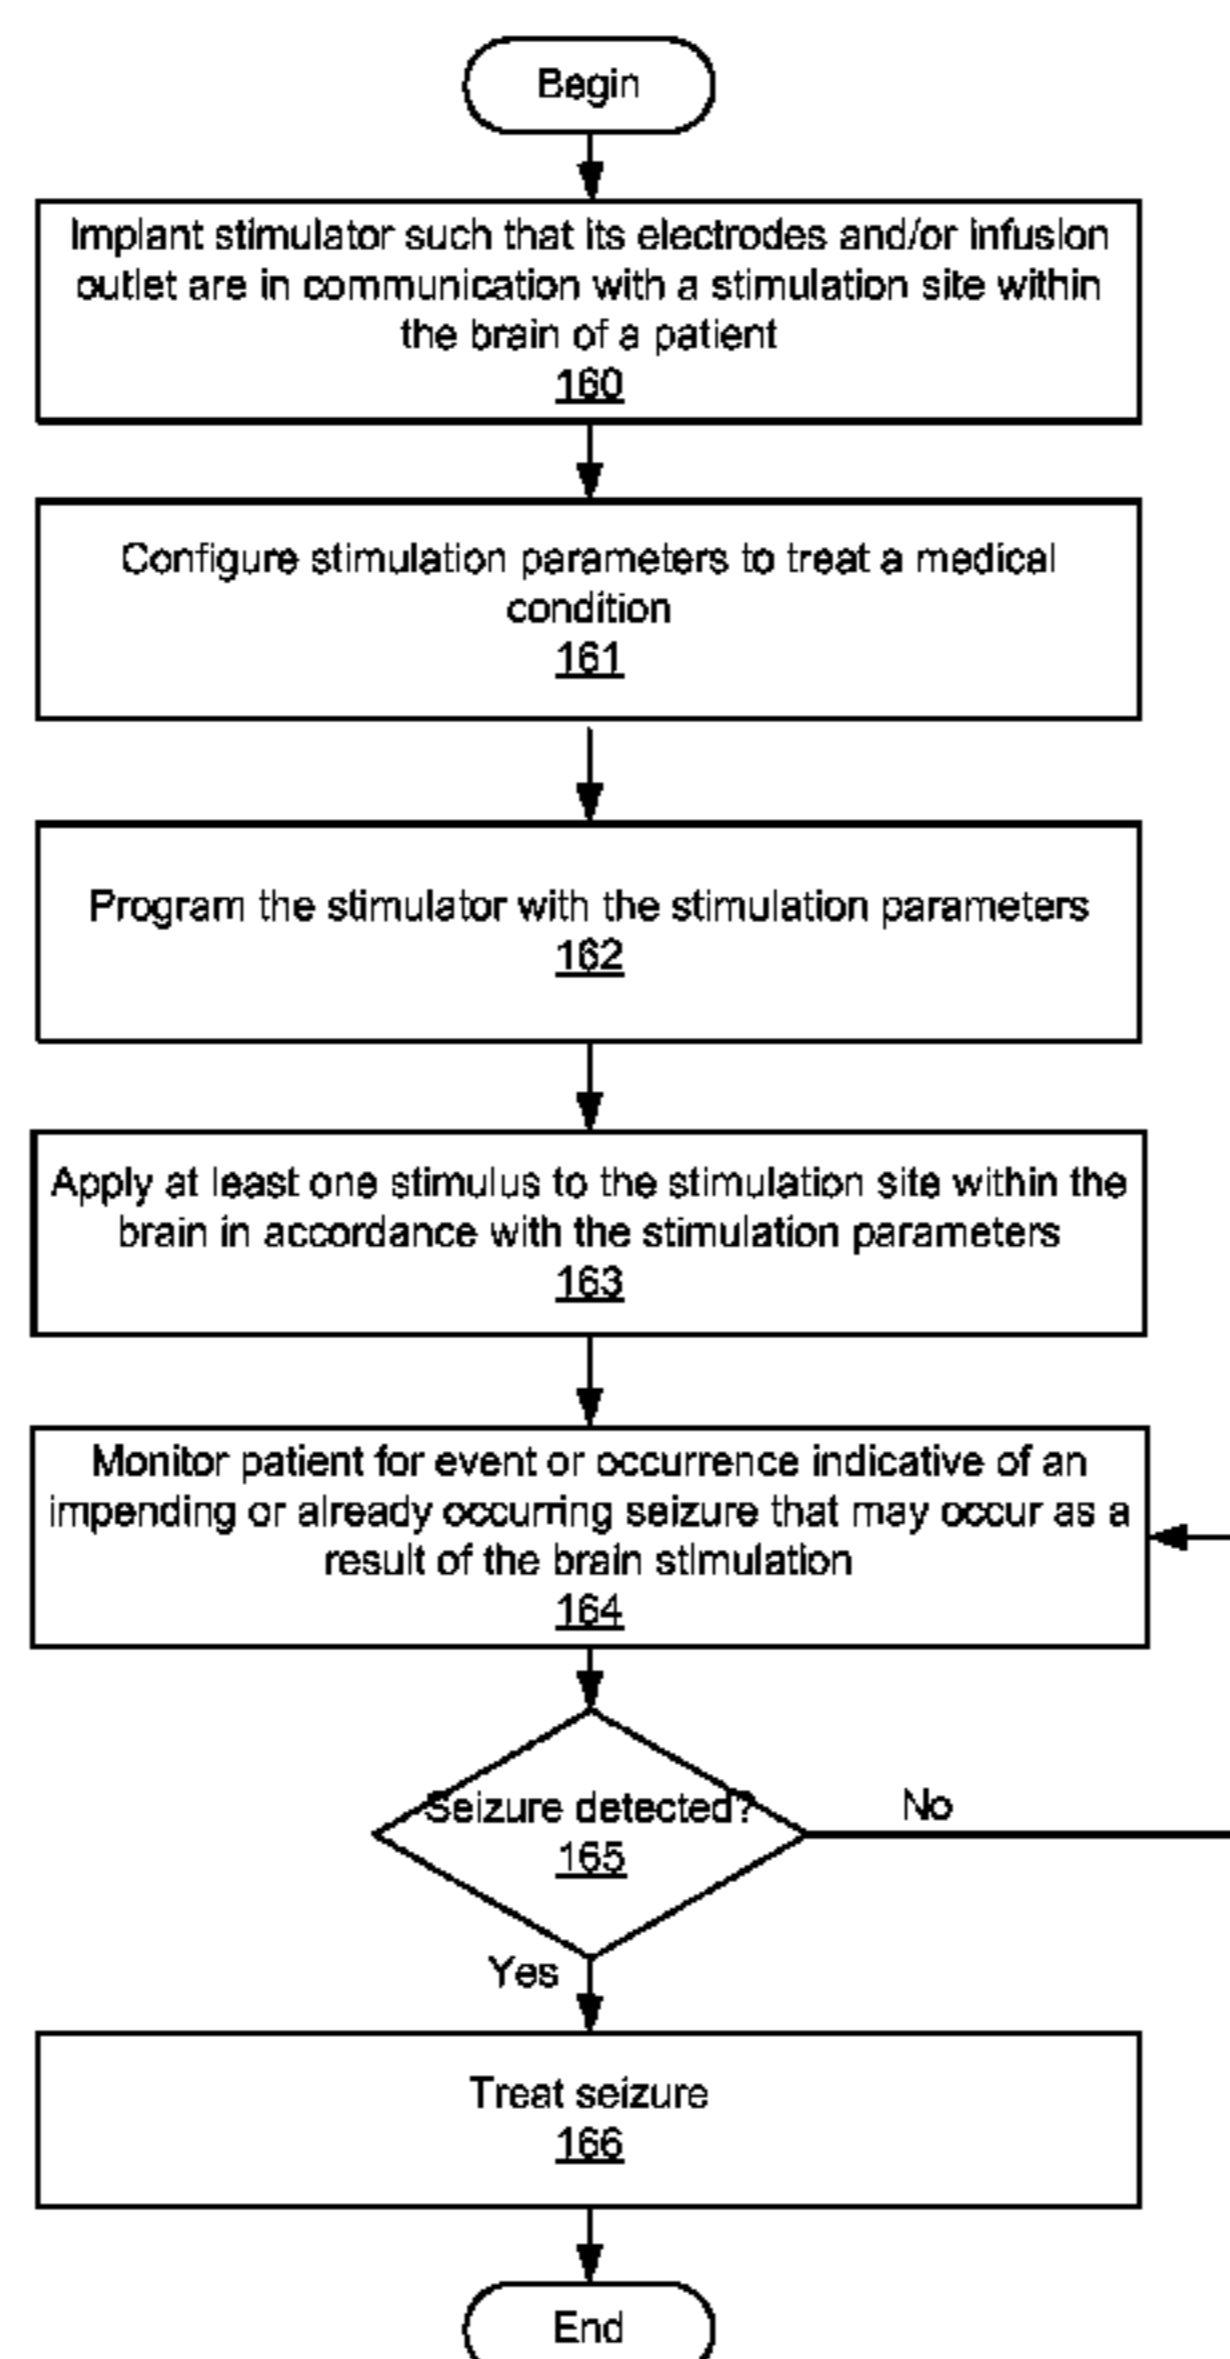 Begin
Implant stimulator such that its electrodes and/or infusion
outlet are in communication with a stimulation site within
the brain of a patient
160
Configure stimulation parameters to treat a medical
condition
161
Program the stimulator with the stimulation parameters
162
Apply at least one stimulus to the stimulation site within the
brain in accordance with the stimulation parameters
163
Monitor patient for event or occurrence indicative of an
impending or already occurring seizure that may occur as a
result of the brain stimulation
164
Seizure detected?
165
No
Yes
Treat seizure
166
End